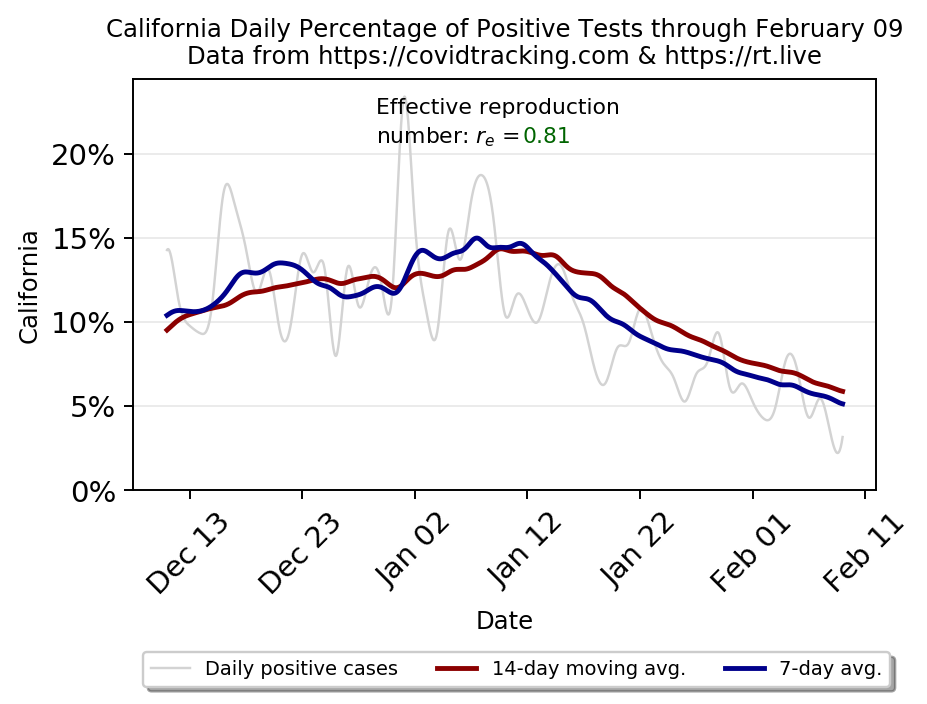 California Daily Percentage of Positive Tests through February 09
Data from https://covidtracking.com & https://rt.live
Effective reproduction
number: rₑ =0.81
20%
15%
10%
5%
0%
California
Dec 13
Dec 23
Jan 02
Jan 12
Jan 22
Feb 01
Feb 11
Date
Daily positive cases
14-day moving avg.
7-day avg.